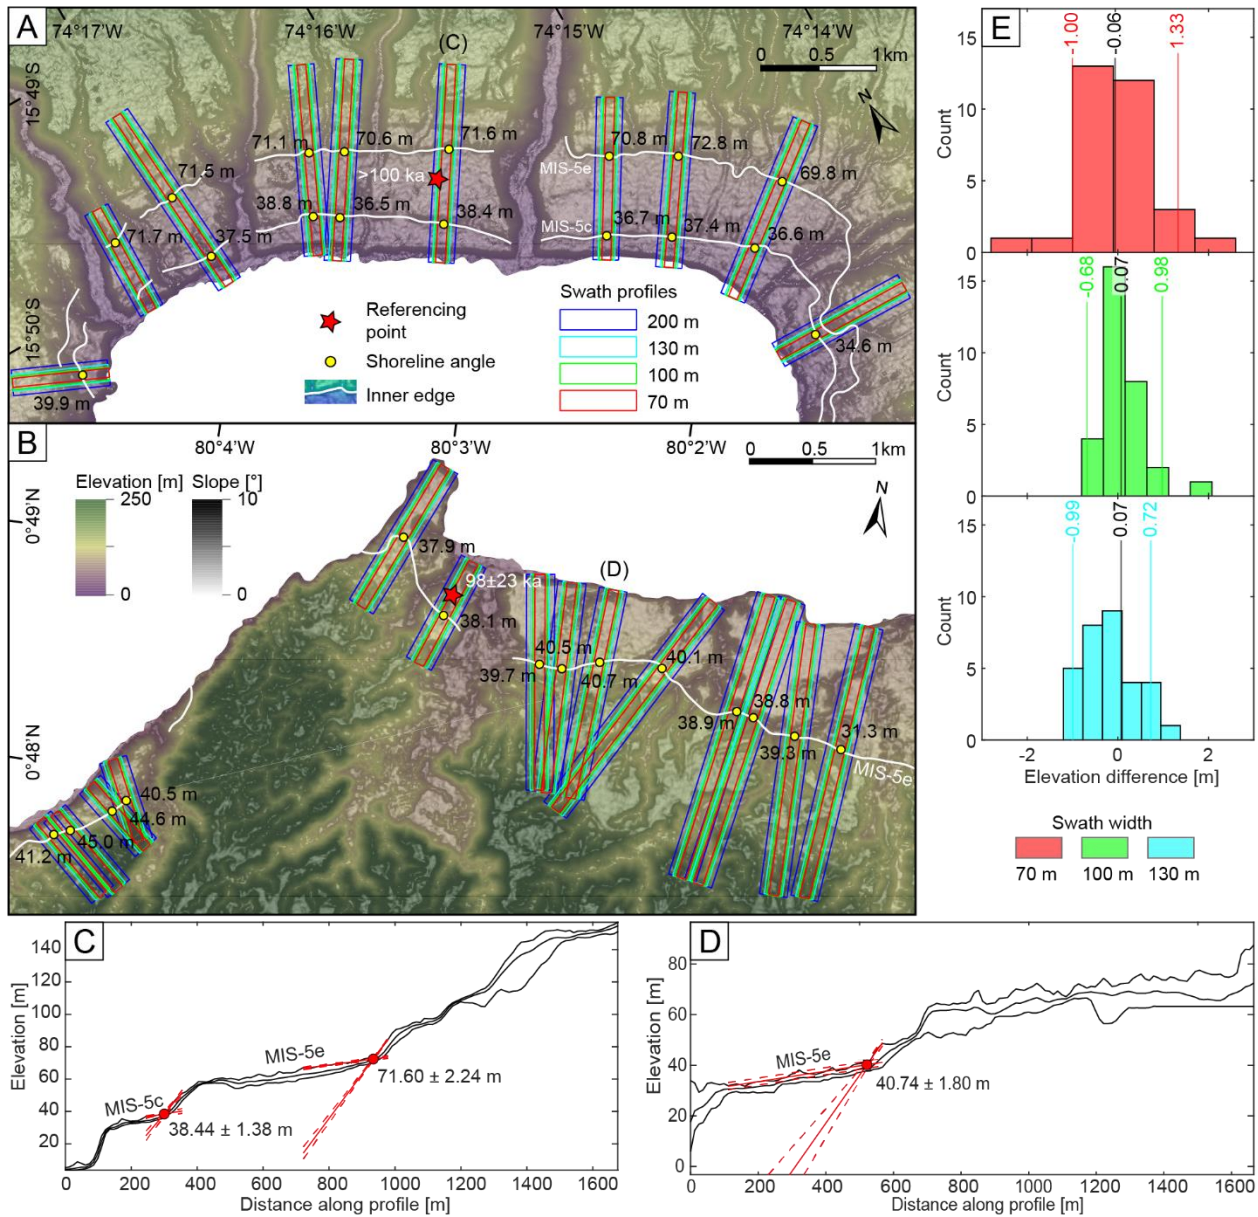 A
74°17'W
74°16'W
(C)
74°15'W
74°14'W
0 0.5 1km
N
15°49'S
15°50'S
71.1 m
70.6 m
71.6 m
70.8 m
72.8 m
69.8 m
71.5 m
>100 ka
MIS-5e
38.8 m
36.5 m
38.4 m
36.7 m
37.4 m
36.6 m
MIS-5c
71.7 m
37.5 m
34.6 m
39.9 m
Referencing
point
Shoreline angle
Inner edge
Swath profiles
200 m
130 m
100 m
70 m
B
80°4'W
80°3'W
80°2'W
0 0.5 1km
N
Elevation [m]
250
0
Slope [°]
10
0
0°49'N
0°48'N
37.9 m
98±23 ka
38.1 m
(D)
39.7 m
40.5 m
40.7 m
40.1 m
38.9 m
38.8 m
39.3 m
31.3 m
MIS-5e
40.5 m
44.6 m
45.0 m
41.2 m
C
Elevation [m]
140
120
100
80
60
40
20
MIS-5e
71.60 ± 2.24 m
MIS-5c
38.44 ± 1.38 m
0 200 400 600 800 1000 1200 1400 1600
Distance along profile [m]
D
Elevation [m]
80
60
40
20
0
MIS-5e
40.74 ± 1.80 m
0 200 400 600 800 1000 1200 1400 1600
Distance along profile [m]
E
-1.00
-0.06
1.33
Count
15
10
5
0
-0.68
0.07
0.98
Count
15
10
5
0
-0.99
0.07
0.72
Count
15
10
5
0
-2 0 2
Elevation difference [m]
Swath width
70 m 100 m 130 m